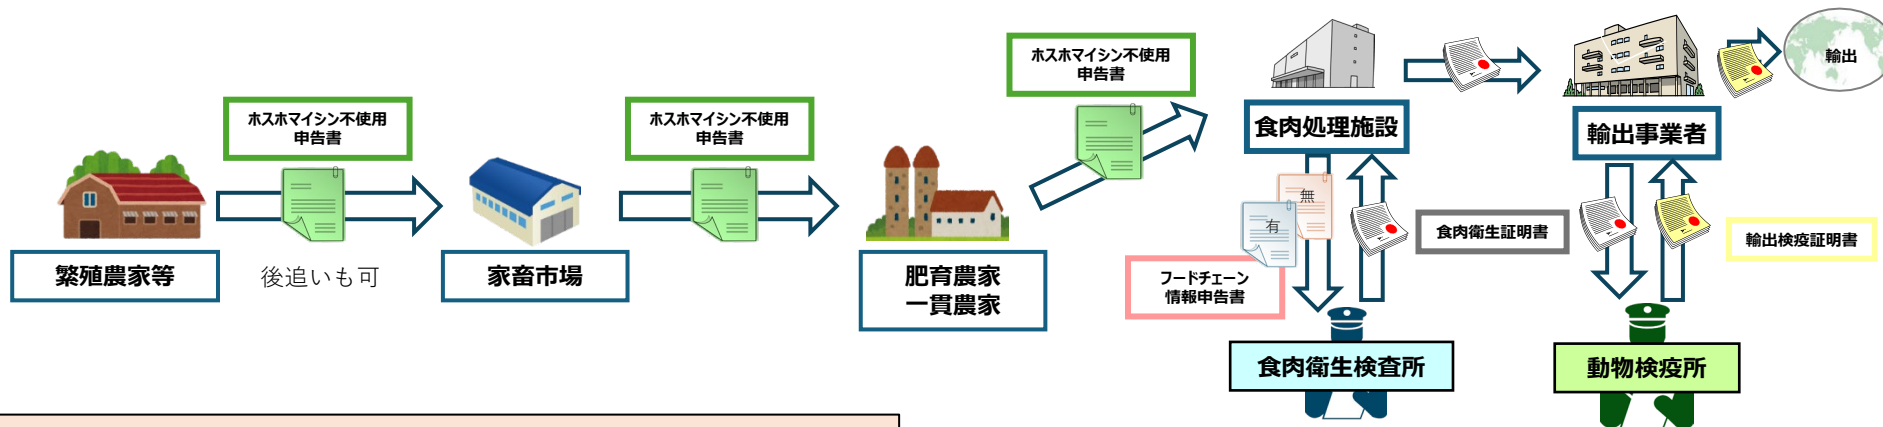 ホスホマイシン不使用
申告書
繁殖農家等
後追いも可
家畜市場
ホスホマイシン不使用
申告書
肥育農家
一貫農家
ホスホマイシン不使用
申告書
食肉処理施設
無
有
フードチェーン
情報申告書
食肉衛生検査所
食肉衛生証明書
輸出事業者
輸出検疫証明書
動物検疫所
輸出